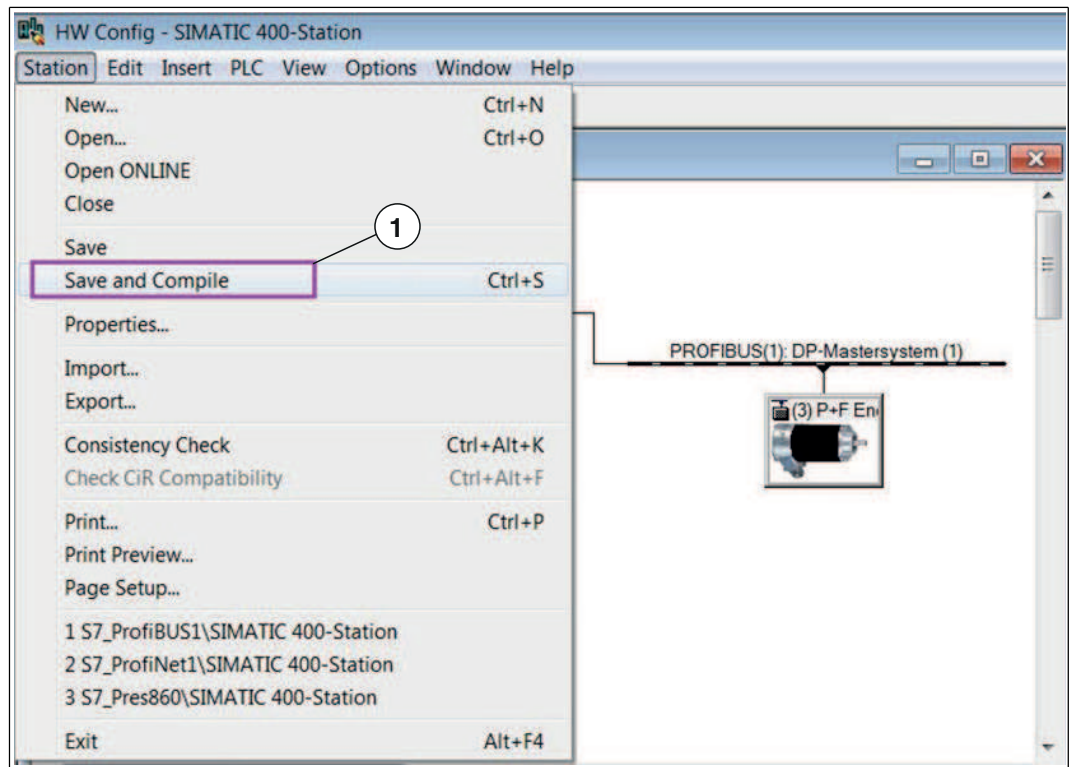 HW Config - SIMATIC 400-Station
Station Edit Insert PLC View Options Window Help
New... Ctrl+N
Open... Ctrl+O
Open ONLINE
Close
1
Save
Save and Compile Ctrl+S
Properties...
PROFIBUS(1): DP-Mastersystem (1)
Import...
Export...
(3) P+F En
Consistency Check Ctrl+Alt+K
Check CiR Compatibility Ctrl+Alt+F
Print... Ctrl+P
Print Preview...
Page Setup...
1 S7_ProfiBUS1\SIMATIC 400-Station
2 S7_ProfiNet1\SIMATIC 400-Station
3 S7_Pres860\SIMATIC 400-Station
Exit Alt+F4